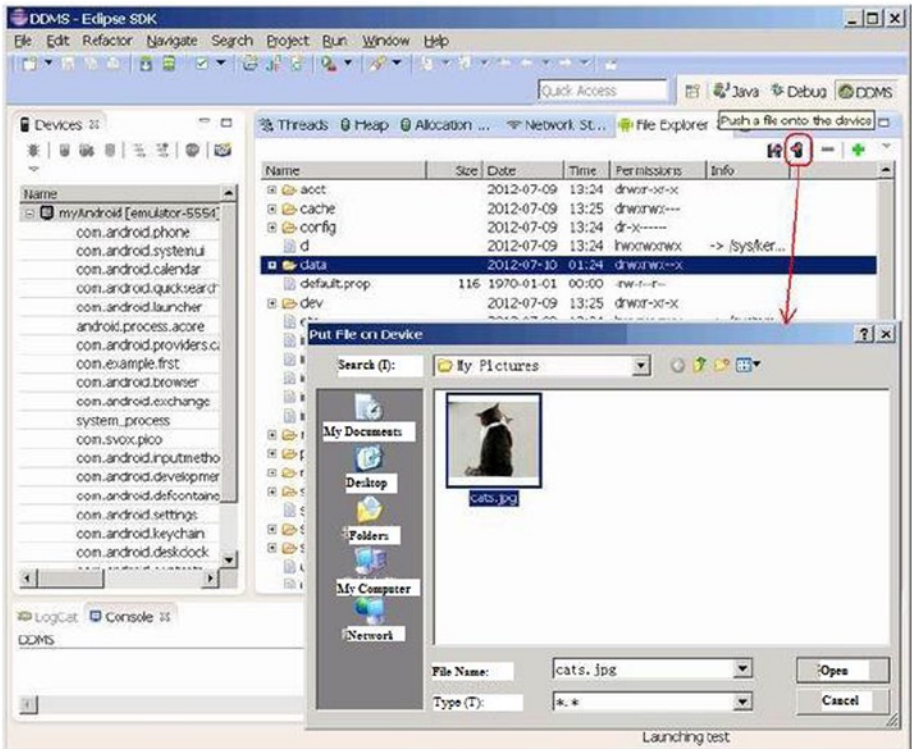 DDMS - Eclipse SDK
File Edit Refactor Navigate Search Project Run Window Help
Quick Access
Java Debug DDMS
Devices
Threads Heap Allocation ... Network St... File Explorer
Push a file onto the device
Name
myAndroid [emulator-5554]
com.android.phone
com.android.systemui
com.android.calendar
com.android.quicksearch
com.android.launcher
android.process.acore
android.providers.ca
com.example.first
com.android.browser
com.android.exchange
system_process
com.svox.pico
com.android.inputmetho
com.android.developmer
com.android.defcontaine
com.android.settings
com.android.keychain
com.android.deskclock
Name Size Date Time Permissions Info
acct 2012-07-09 13:24 drwxr-xr-x
cache 2012-07-09 13:25 drwxrwx---
config 2012-07-09 13:24 dr-x------
d 2012-07-09 13:24 lrwxrwxrwx -> /sys/ker...
data 2012-07-10 01:24 drwxrwx--x
default.prop 116 1970-01-01 00:00 -rw-r--r--
dev 2012-07-09 13:25 drwxr-xr-x
Put File on Device
Search (I):
My Pictures
My Documents
Desktop
Folders
My Computer
Network
cats.jpg
File Name:
cats.jpg
Open
Type (T):
*.*
Cancel
LogCat Console
DDMS
Launching test